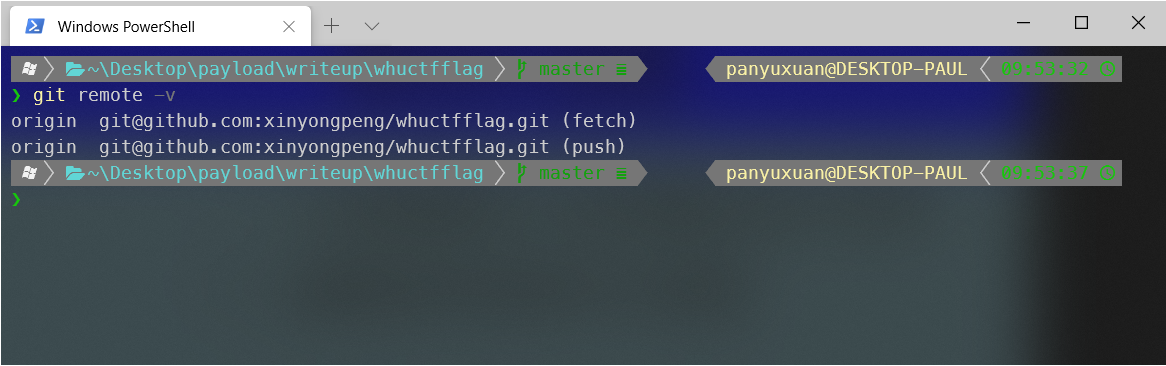 Windows PowerShell
~\Desktop\payload\writeup\whuctfflag master ≡ panyuxuan@DESKTOP-PAUL 09:53:32
❯ git remote -v
origin  git@github.com:xinyongpeng/whuctfflag.git (fetch)
origin  git@github.com:xinyongpeng/whuctfflag.git (push)
~\Desktop\payload\writeup\whuctfflag master ≡ panyuxuan@DESKTOP-PAUL 09:53:37
❯